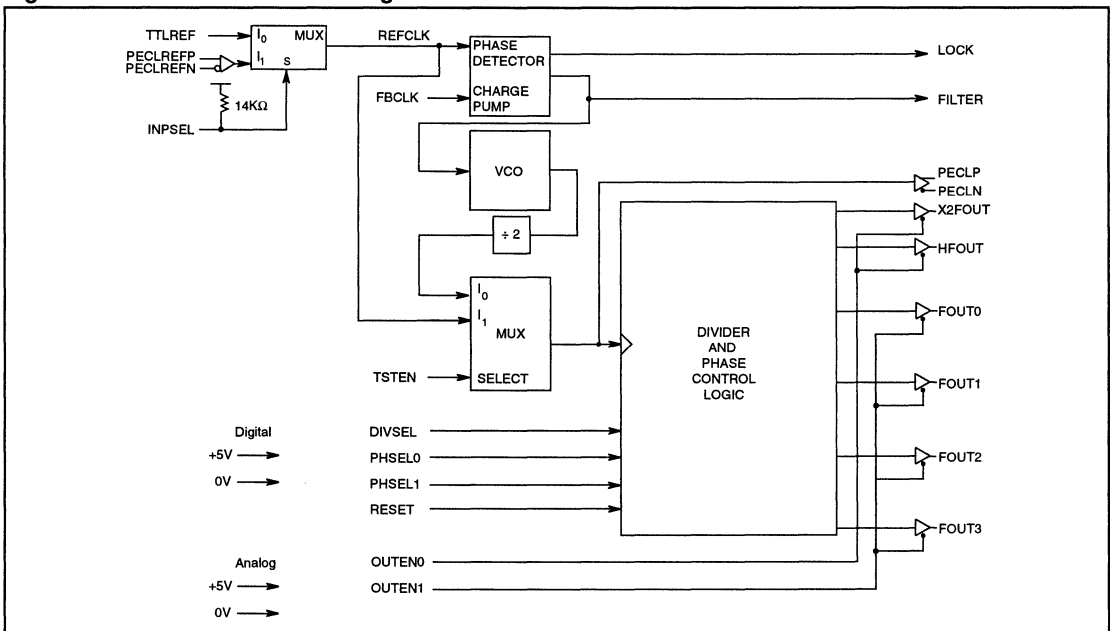 TTLREF
PECLREFP
PECLREFN
I0
I1
MUX
S
14KΩ
INPSEL
REFCLK
FBCLK
PHASE
DETECTOR
CHARGE
PUMP
LOCK
FILTER
VCO
÷ 2
I0
I1
MUX
SELECT
TSTEN
DIVIDER
AND
PHASE
CONTROL
LOGIC
PECLP
PECLN
X2FOUT
HFOUT
FOUT0
FOUT1
FOUT2
FOUT3
Digital
+5V
0V
DIVSEL
PHSEL0
PHSEL1
RESET
Analog
+5V
0V
OUTEN0
OUTEN1